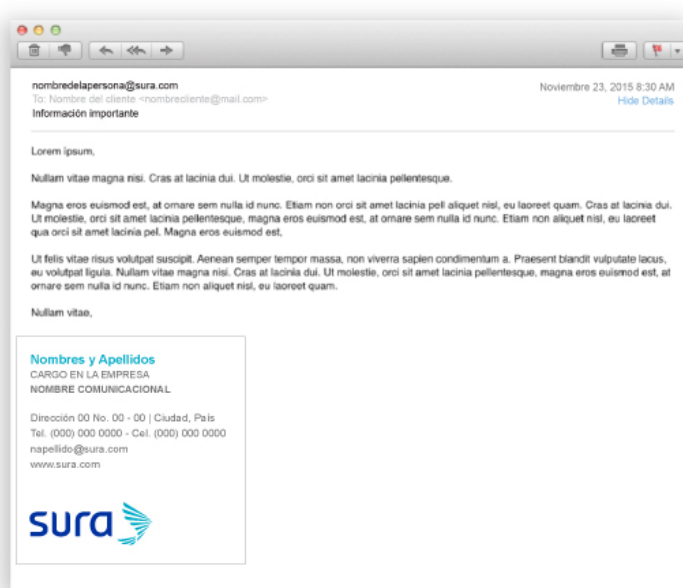 nombredelapersona@sura.com
Noviembre 23, 2015 8:30 AM
To: Nombre del cliente <nombrecliente@mail.com>
Hide Details
Información importante
Lorem ipsum,
Nullam vitae magna nisi. Cras at lacinia dui. Ut molestie, orci sit amet lacinia pellentesque.
Magna eros euismod est, at ornare sem nulla id nunc. Etiam non orci sit amet lacinia pell aliquet nisl, eu laoreet quam. Cras at lacinia dui.
Ut molestie, orci sit amet lacinia pellentesque, magna eros euismod est, at ornare sem nulla id nunc. Etiam non aliquet nisl, eu laoreet
qua orci sit amet lacinia pel. Magna eros euismod est,
Ut felis vitae risus volutpat suscipit. Aenean semper tempor massa, non viverra sapien condimentum a. Praesent blandit vulputate lacus,
eu volutpat ligula. Nullam vitae magna nisi. Cras at lacinia dui. Ut molestie, orci sit amet lacinia pellentesque, magna eros euismod est, at
ornare sem nulla id nunc. Etiam non aliquet nisl, eu laoreet quam.
Nullam vitae,
Nombres y Apellidos
CARGO EN LA EMPRESA
NOMBRE COMUNICACIONAL
Dirección 00 No. 00 - 00 | Ciudad, País
Tel. (000) 000 0000 - Cel. (000) 000 0000
napellido@sura.com
www.sura.com
sura